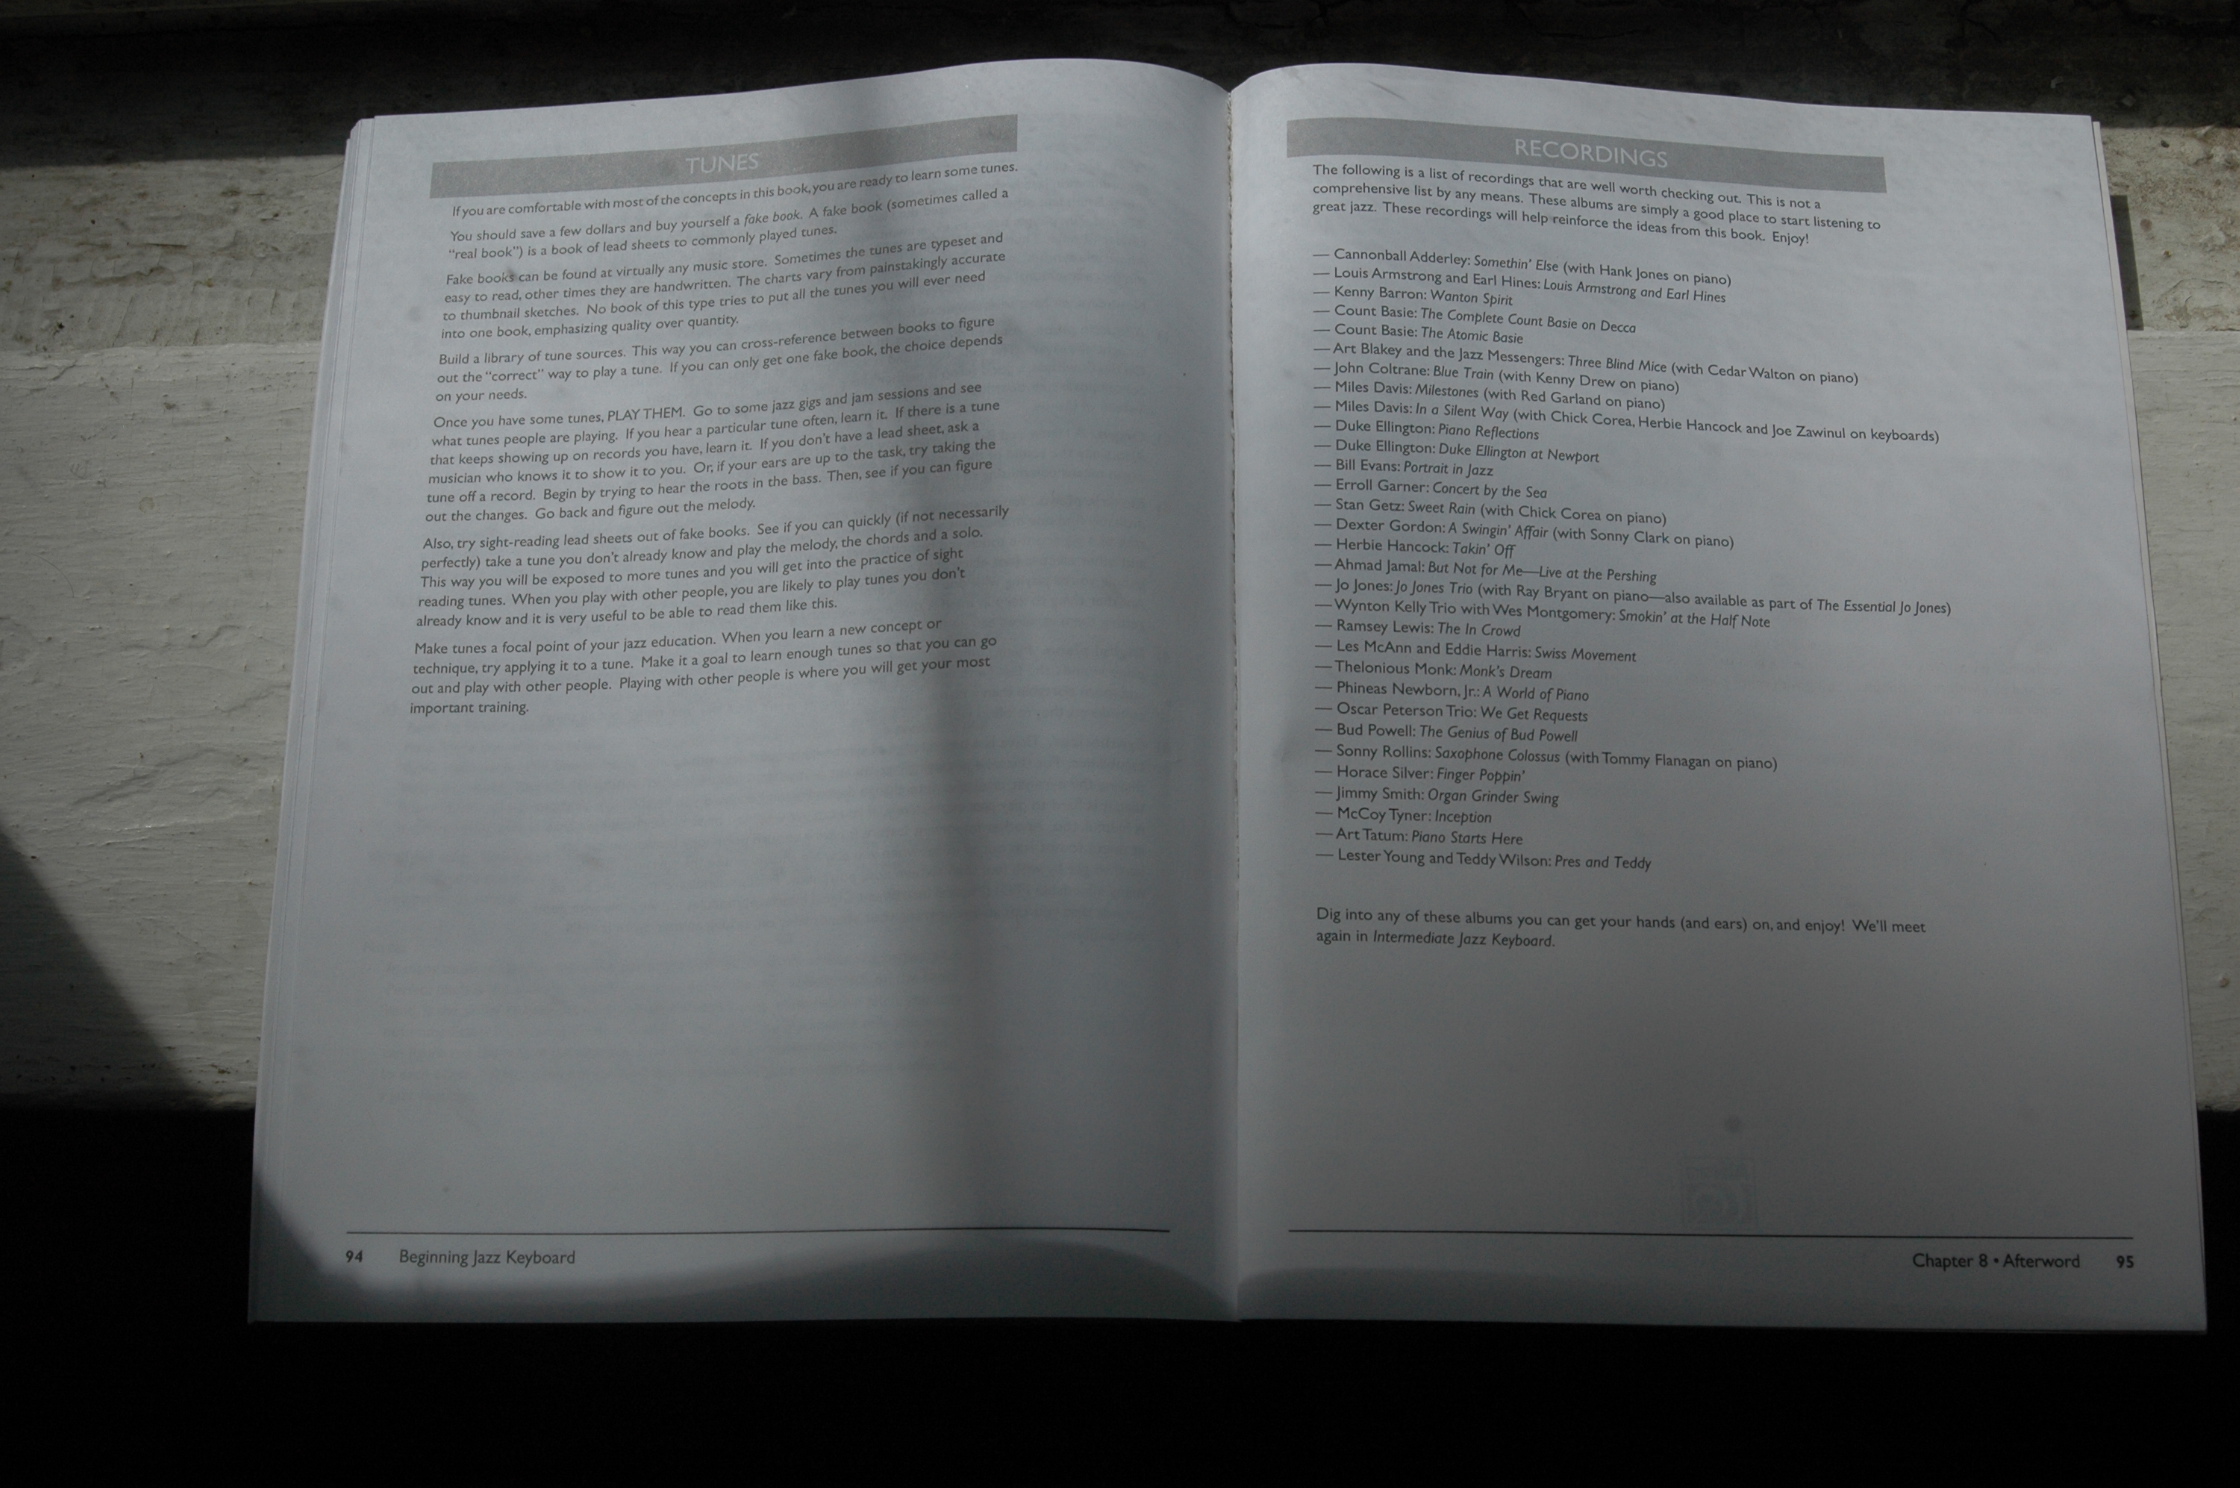 TUNES
If you are comfortable with most of the concepts in this book, you are ready to learn some tunes.
You should save a few dollars and buy yourself a fake book. A fake book (sometimes called a
"real book") is a book of lead sheets to commonly played tunes.
Fake books can be found at virtually any music store. Sometimes the tunes are typeset and
easy to read, other times they are handwritten. The charts vary from painstakingly accurate
to thumbnail sketches. No book of this type tries to put all the tunes you will ever need
into one book, emphasizing quality over quantity.
Build a library of tune sources. This way you can cross-reference between books to figure
out the "correct" way to play a tune. If you can only get one fake book, the choice depends
on your needs.
Once you have some tunes, PLAY THEM. Go to some jazz gigs and jam sessions and see
what tunes people are playing. If you hear a particular tune often, learn it. If there is a tune
that keeps showing up on records you have, learn it. If you don't have a lead sheet, ask a
musician who knows it to show it to you. Or, if your ears are up to the task, try taking the
tune off a record. Begin by trying to hear the roots in the bass. Then, see if you can figure
out the changes. Go back and figure out the melody.
Also, try sight-reading lead sheets out of fake books. See if you can quickly (if not necessarily
perfectly) take a tune you don't already know and play the melody, the chords and a solo.
This way you will be exposed to more tunes and you will get into the practice of sight
reading tunes. When you play with other people, you are likely to play tunes you don't
already know and it is very useful to be able to read them like this.
Make tunes a focal point of your jazz education. When you learn a new concept or
technique, try applying it to a tune. Make it a goal to learn enough tunes so that you can go
out and play with other people. Playing with other people is where you will get your most
important training.
94 Beginning Jazz Keyboard
RECORDINGS
The following is a list of recordings that are well worth checking out. This is not a
comprehensive list by any means. These albums are simply a good place to start listening to
great jazz. These recordings will help reinforce the ideas from this book. Enjoy!
— Cannonball Adderley: Somethin' Else (with Hank Jones on piano)
— Louis Armstrong and Earl Hines: Louis Armstrong and Earl Hines
— Kenny Barron: Wanton Spirit
— Count Basie: The Complete Count Basie on Decca
— Count Basie: The Atomic Basie
— Art Blakey and the Jazz Messengers: Three Blind Mice (with Cedar Walton on piano)
— John Coltrane: Blue Train (with Kenny Drew on piano)
— Miles Davis: Milestones (with Red Garland on piano)
— Miles Davis: In a Silent Way (with Chick Corea, Herbie Hancock and Joe Zawinul on keyboards)
— Duke Ellington: Piano Reflections
— Duke Ellington: Duke Ellington at Newport
— Bill Evans: Portrait in Jazz
— Erroll Garner: Concert by the Sea
— Stan Getz: Sweet Rain (with Chick Corea on piano)
— Dexter Gordon: A Swingin' Affair (with Sonny Clark on piano)
— Herbie Hancock: Takin' Off
— Ahmad Jamal: But Not for Me—Live at the Pershing
— Jo Jones: Jo Jones Trio (with Ray Bryant on piano—also available as part of The Essential Jo Jones)
— Wynton Kelly Trio with Wes Montgomery: Smokin' at the Half Note
— Ramsey Lewis: The In Crowd
— Les McAnn and Eddie Harris: Swiss Movement
— Thelonious Monk: Monk's Dream
— Phineas Newborn, Jr.: A World of Piano
— Oscar Peterson Trio: We Get Requests
— Bud Powell: The Genius of Bud Powell
— Sonny Rollins: Saxophone Colossus (with Tommy Flanagan on piano)
— Horace Silver: Finger Poppin'
— Jimmy Smith: Organ Grinder Swing
— McCoy Tyner: Inception
— Art Tatum: Piano Starts Here
— Lester Young and Teddy Wilson: Pres and Teddy
Dig into any of these albums you can get your hands (and ears) on, and enjoy! We'll meet
again in Intermediate Jazz Keyboard.
Chapter 8 • Afterword 95